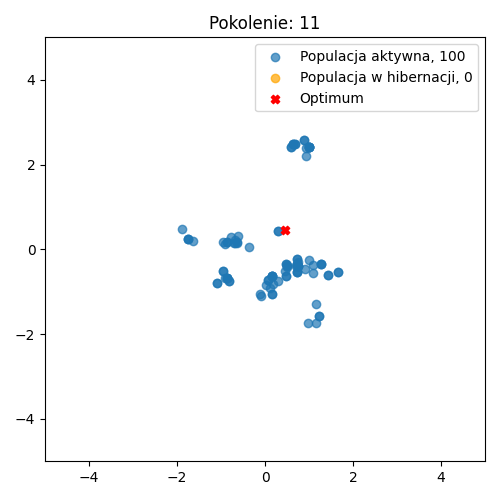 Pokolenie: 11
Populacja aktywna, 100
Populacja w hibernacji, 0
Optimum
4
2
0
−2
−4
−4
−2
0
2
4